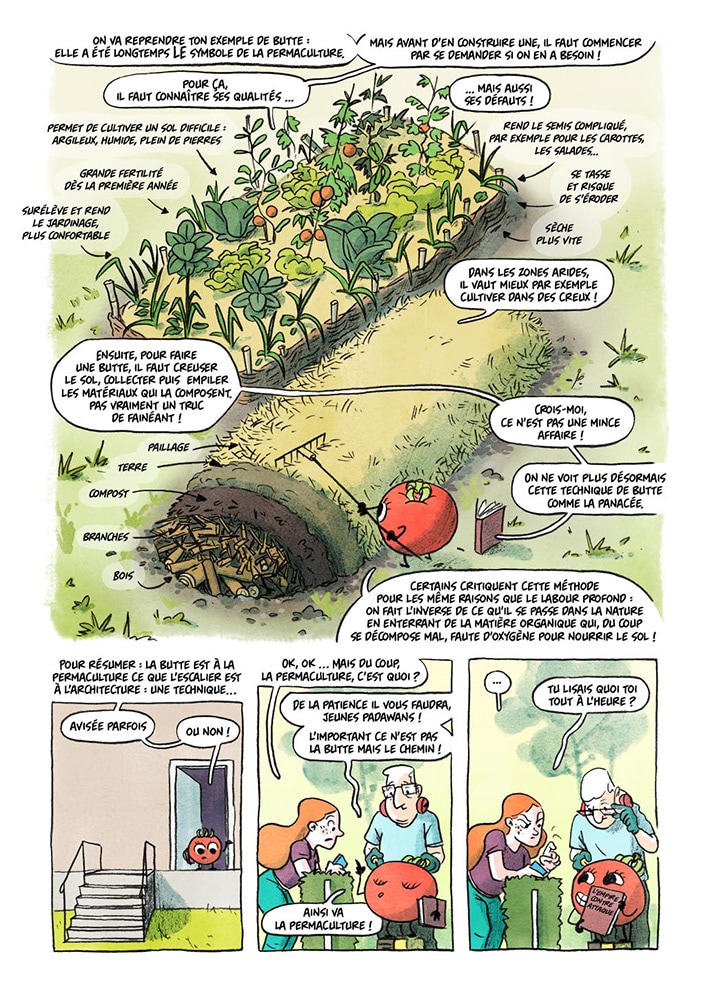 ON VA REPRENDRE TON EXEMPLE DE BUTTE :
ELLE A ÉTÉ LONGTEMPS LE SYMBOLE DE LA PERMACULTURE.
MAIS AVANT D'EN CONSTRUIRE UNE, IL FAUT COMMENCER
PAR SE DEMANDER SI ON EN A BESOIN !
POUR ÇA,
IL FAUT CONNAÎTRE SES QUALITÉS ...
... MAIS AUSSI
SES DÉFAUTS !
PERMET DE CULTIVER UN SOL DIFFICILE :
ARGILEUX, HUMIDE, PLEIN DE PIERRES
GRANDE FERTILITÉ
DÈS LA PREMIÈRE ANNÉE
SURÉLÈVE ET REND
LE JARDINAGE,
PLUS CONFORTABLE
REND LE SEMIS COMPLIQUÉ,
PAR EXEMPLE POUR LES CAROTTES,
LES SALADES...
SE TASSE
ET RISQUE
DE S'ÉRODER
SÈCHE
PLUS VITE
DANS LES ZONES ARIDES,
IL VAUT MIEUX PAR EXEMPLE
CULTIVER DANS DES CREUX !
ENSUITE, POUR FAIRE
UNE BUTTE, IL FAUT CREUSER
LE SOL, COLLECTER PUIS EMPILER
LES MATÉRIAUX QUI LA COMPOSENT.
PAS VRAIMENT UN TRUC
DE FAINÉANT !
CROIS-MOI,
CE N'EST PAS UNE MINCE
AFFAIRE !
PAILLAGE
TERRE
COMPOST
BRANCHES
BOIS
ON NE VOIT PLUS DÉSORMAIS
CETTE TECHNIQUE DE BUTTE
COMME LA PANACÉE.
CERTAINS CRITIQUENT CETTE MÉTHODE
POUR LES MÊME RAISONS QUE LE LABOUR PROFOND :
ON FAIT L'INVERSE DE CE QU'IL SE PASSE DANS LA NATURE
EN ENTERRANT DE LA MATIÈRE ORGANIQUE QUI, DU COUP
SE DÉCOMPOSE MAL, FAUTE D'OXYGÈNE POUR NOURRIR LE SOL !
POUR RÉSUMER : LA BUTTE EST À LA
PERMACULTURE CE QUE L'ESCALIER EST
À L'ARCHITECTURE : UNE TECHNIQUE...
AVISÉE PARFOIS
OU NON !
OK, OK ... MAIS DU COUP,
LA PERMACULTURE, C'EST QUOI ?
DE LA PATIENCE IL VOUS FAUDRA,
JEUNES PADAWANS !
L'IMPORTANT CE N'EST PAS
LA BUTTE MAIS LE CHEMIN !
AINSI VA
LA PERMACULTURE !
...
TU LISAIS QUOI TOI
TOUT À L'HEURE ?
L'EMPIRE
CONTRE
ATTAQUE